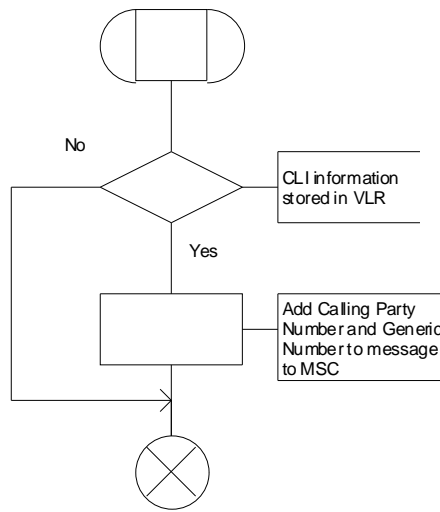 No
CLI information
stored in VLR
Yes
Add Calling Party
Number and Generic
Number to message
to MSC